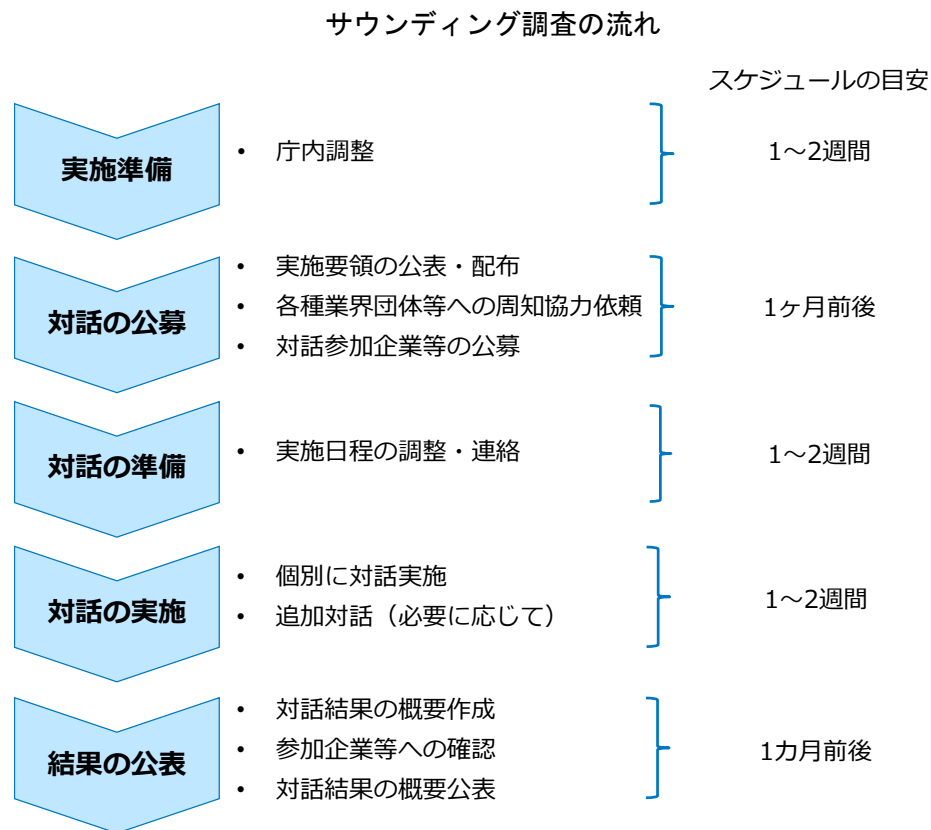 サウンディング調査の流れ
スケジュールの目安
実施準備
• 庁内調整
1～2週間
対話の公募
• 実施要領の公表・配布
• 各種業界団体等への周知協力依頼
• 対話参加企業等の公募
1ヶ月前後
対話の準備
• 実施日程の調整・連絡
1～2週間
対話の実施
• 個別に対話実施
• 追加対話（必要に応じて）
1～2週間
結果の公表
• 対話結果の概要作成
• 参加企業等への確認
• 対話結果の概要公表
1カ月前後